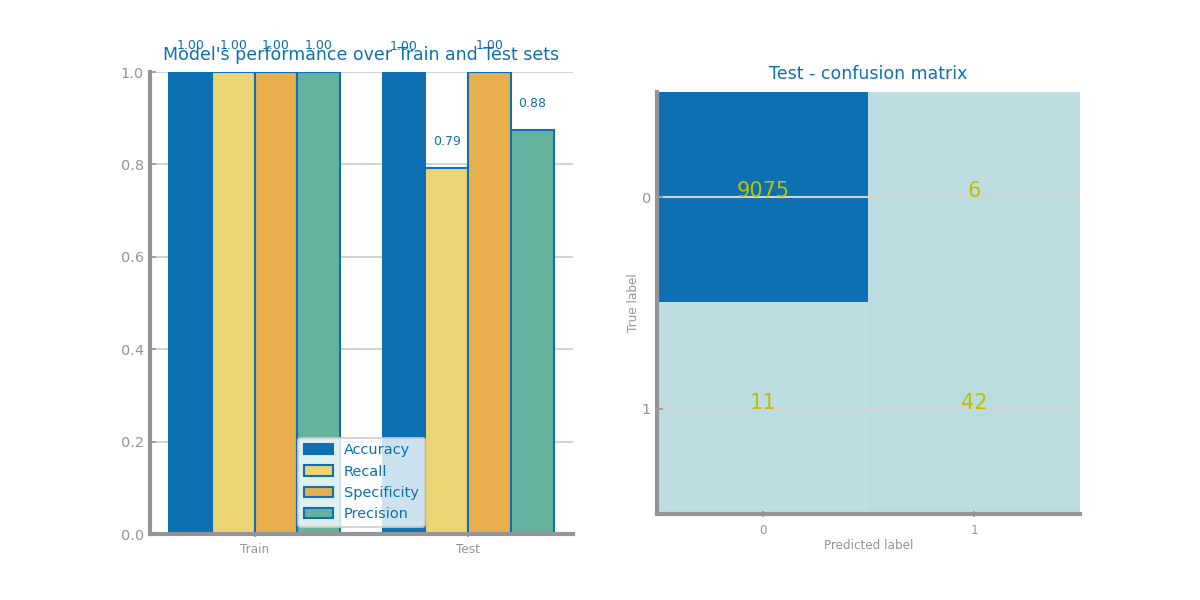 Model's performance over Train and Test sets
1.00 1.00 1.00 1.00 1.00 1.00
0.79
0.88
1.0
0.8
0.6
0.4
0.2
0.0
Accuracy
Recall
Specificity
Precision
Train Test
Test - confusion matrix
True label
0
1
9075 6
11 42
0 1
Predicted label